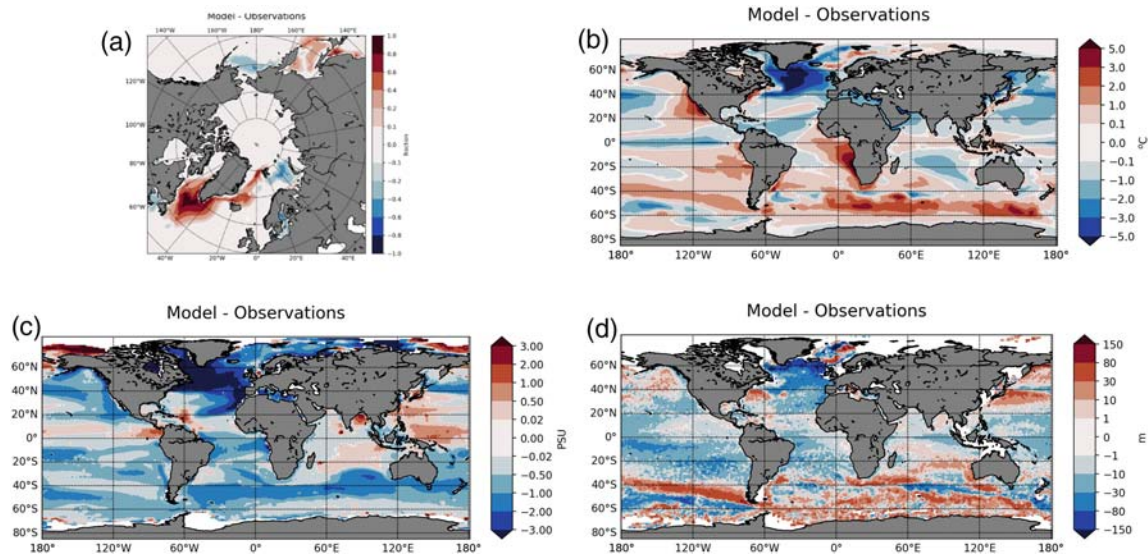 Model - Observations
(a)
140°W 160°W 180° 160°E 140°E
120°W
100°W
80°W
60°W
40°W 20°W 0° 20°E 40°E
1.0
0.8
0.6
0.4
0.2
0.1
0.0
−0.1
−0.2
−0.4
−0.6
−0.8
−1.0
Model - Observations
(b)
60°N
40°N
20°N
0°
20°S
40°S
60°S
80°S
180° 120°W 60°W 0° 60°E 120°E 180°
5.0
3.0
2.0
1.0
0.1
0.0
−0.1
−1.0
−2.0
−3.0
−5.0
°C
Model - Observations
(c)
60°N
40°N
20°N
0°
20°S
40°S
60°S
80°S
180° 120°W 60°W 0° 60°E 120°E 180°
3.00
2.00
1.00
0.50
0.02
0.00
−0.02
−0.50
−1.00
−2.00
−3.00
PSU
Model - Observations
(d)
60°N
40°N
20°N
0°
20°S
40°S
60°S
80°S
180° 120°W 60°W 0° 60°E 120°E 180°
150
80
30
10
1
0
−1
−10
−30
−80
−150
m